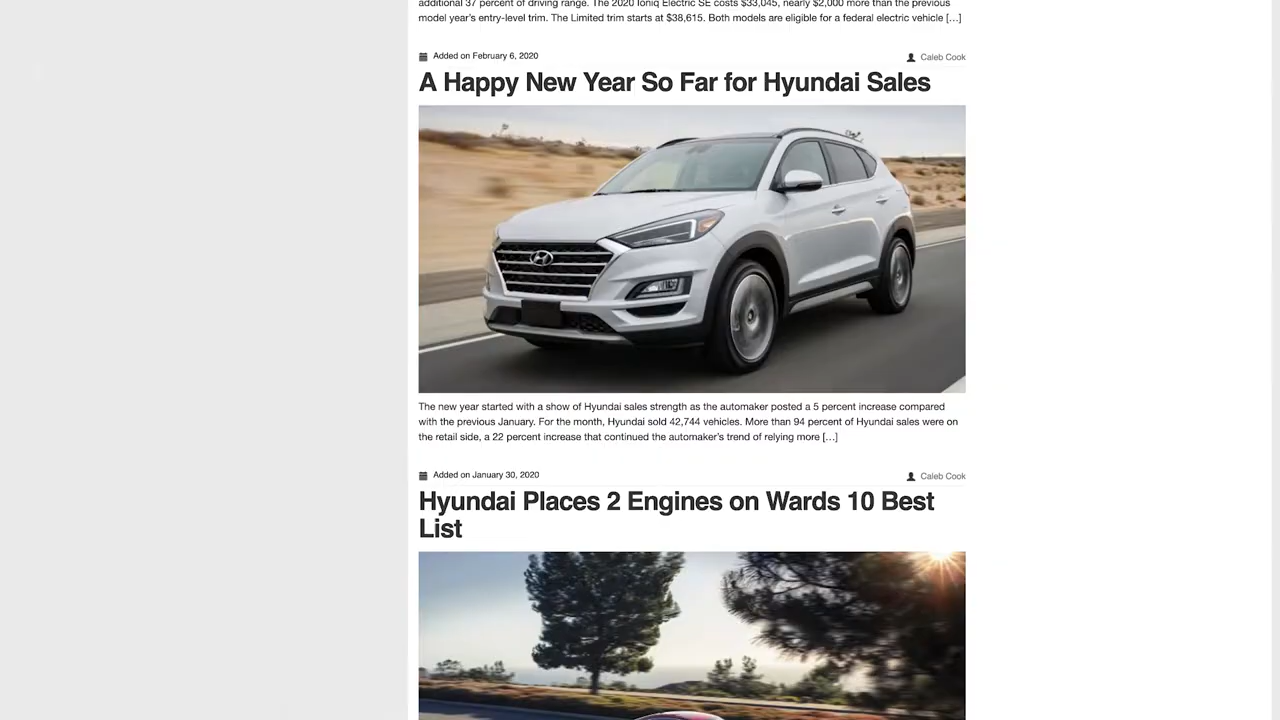 additional 37 percent of driving range. The 2020 Ioniq Electric SE costs $33,045, nearly $2,000 more than the previous
model year's entry-level trim. The Limited trim starts at $38,615. Both models are eligible for a federal electric vehicle […]
Added on February 6, 2020
Caleb Cook
A Happy New Year So Far for Hyundai Sales
The new year started with a show of Hyundai sales strength as the automaker posted a 5 percent increase compared
with the previous January. For the month, Hyundai sold 42,744 vehicles. More than 94 percent of Hyundai sales were on
the retail side, a 22 percent increase that continued the automaker's trend of relying more […]
Added on January 30, 2020
Caleb Cook
Hyundai Places 2 Engines on Wards 10 Best
List